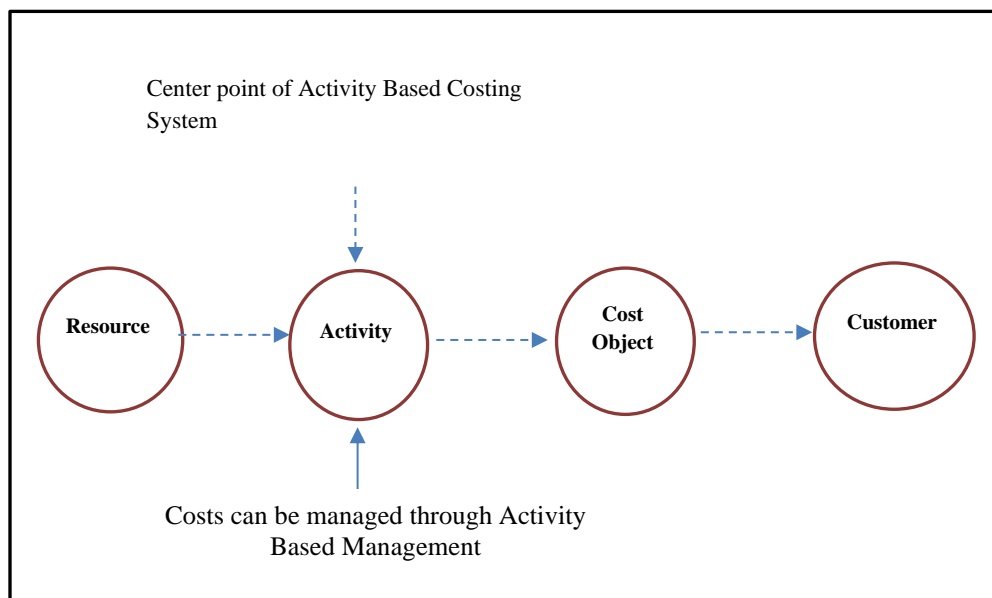 Center point of Activity Based Costing
System
Resource
Activity
Cost
Object
Customer
Costs can be managed through Activity
Based Management